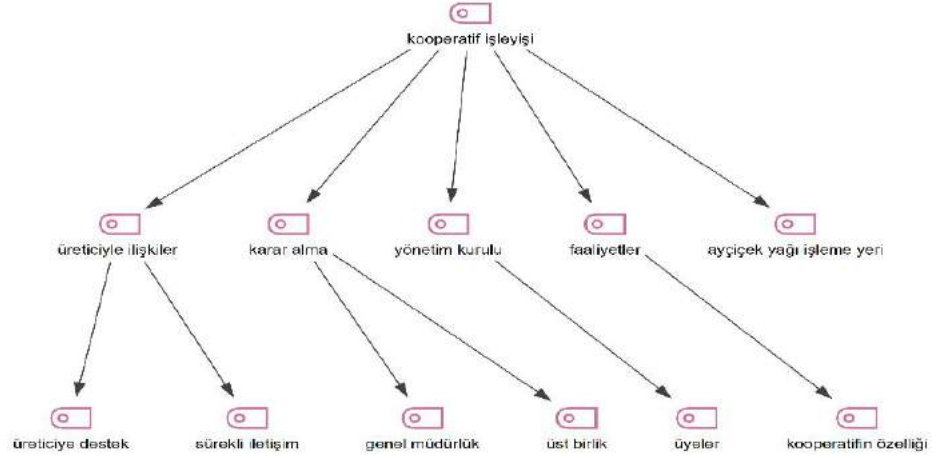 kooperatif işleyişi
üreticiyle ilişkiler
karar alma
yönetim kurulu
faaliyetler
ayçiçek yağı işleme yeri
üreticiye destek
sürekli iletişim
genel müdürlük
üst birlik
üyeler
kooperatifin özelliği